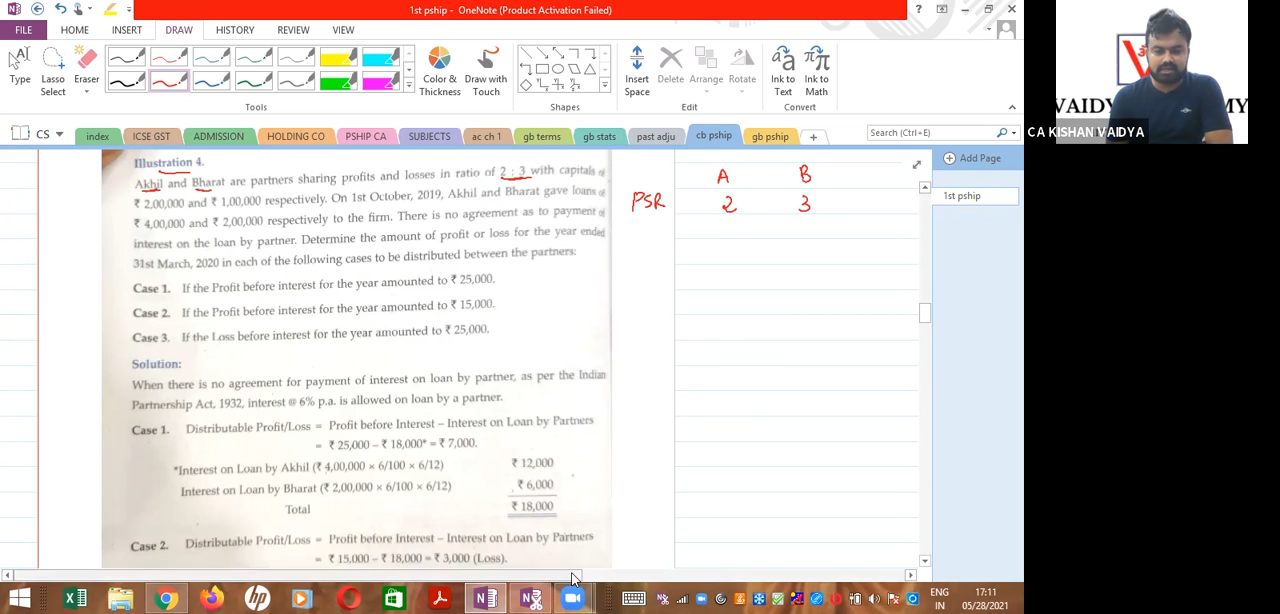 1st pship - OneNote (Product Activation Failed)
FILE HOME INSERT DRAW HISTORY REVIEW VIEW
Type
Lasso Select
Eraser
Color & Thickness
Draw with Touch
Insert Space
Delete
Arrange
Rotate
Ink to Text
Ink to Math
Tools
Shapes
Edit
Convert
CS
index
ICSE GST
ADMISSION
HOLDING CO
PSHIP CA
SUBJECTS
ac ch 1
gb terms
gb stats
past adju
cb pship
gb pship
Search (Ctrl+E)
Add Page
1st pship
Illustration 4.
Akhil and Bharat are partners sharing profits and losses in ratio of 2 : 3 with capitals of
₹ 2,00,000 and ₹ 1,00,000 respectively. On 1st October, 2019, Akhil and Bharat gave loans of
₹ 4,00,000 and ₹ 2,00,000 respectively to the firm. There is no agreement as to payment of
interest on the loan by partner. Determine the amount of profit or loss for the year ended
31st March, 2020 in each of the following cases to be distributed between the partners:
Case 1. If the Profit before interest for the year amounted to ₹ 25,000.
Case 2. If the Profit before interest for the year amounted to ₹ 15,000.
Case 3. If the Loss before interest for the year amounted to ₹ 25,000.
Solution:
When there is no agreement for payment of interest on loan by partner, as per the Indian
Partnership Act, 1932, interest @ 6% p.a. is allowed on loan by a partner.
Case 1. Distributable Profit/Loss = Profit before Interest – Interest on Loan by Partners
= ₹ 25,000 – ₹ 18,000* = ₹ 7,000.
*Interest on Loan by Akhil (₹ 4,00,000 × 6/100 × 6/12) ₹ 12,000
Interest on Loan by Bharat (₹ 2,00,000 × 6/100 × 6/12) ₹ 6,000
Total ₹ 18,000
Case 2. Distributable Profit/Loss = Profit before Interest – Interest on Loan by Partners
= ₹ 15,000 – ₹ 18,000 = ₹ 3,000 (Loss).
A B
PSR 2 3
CA KISHAN VAIDYA
ENG
IN
17:11
05/28/2021